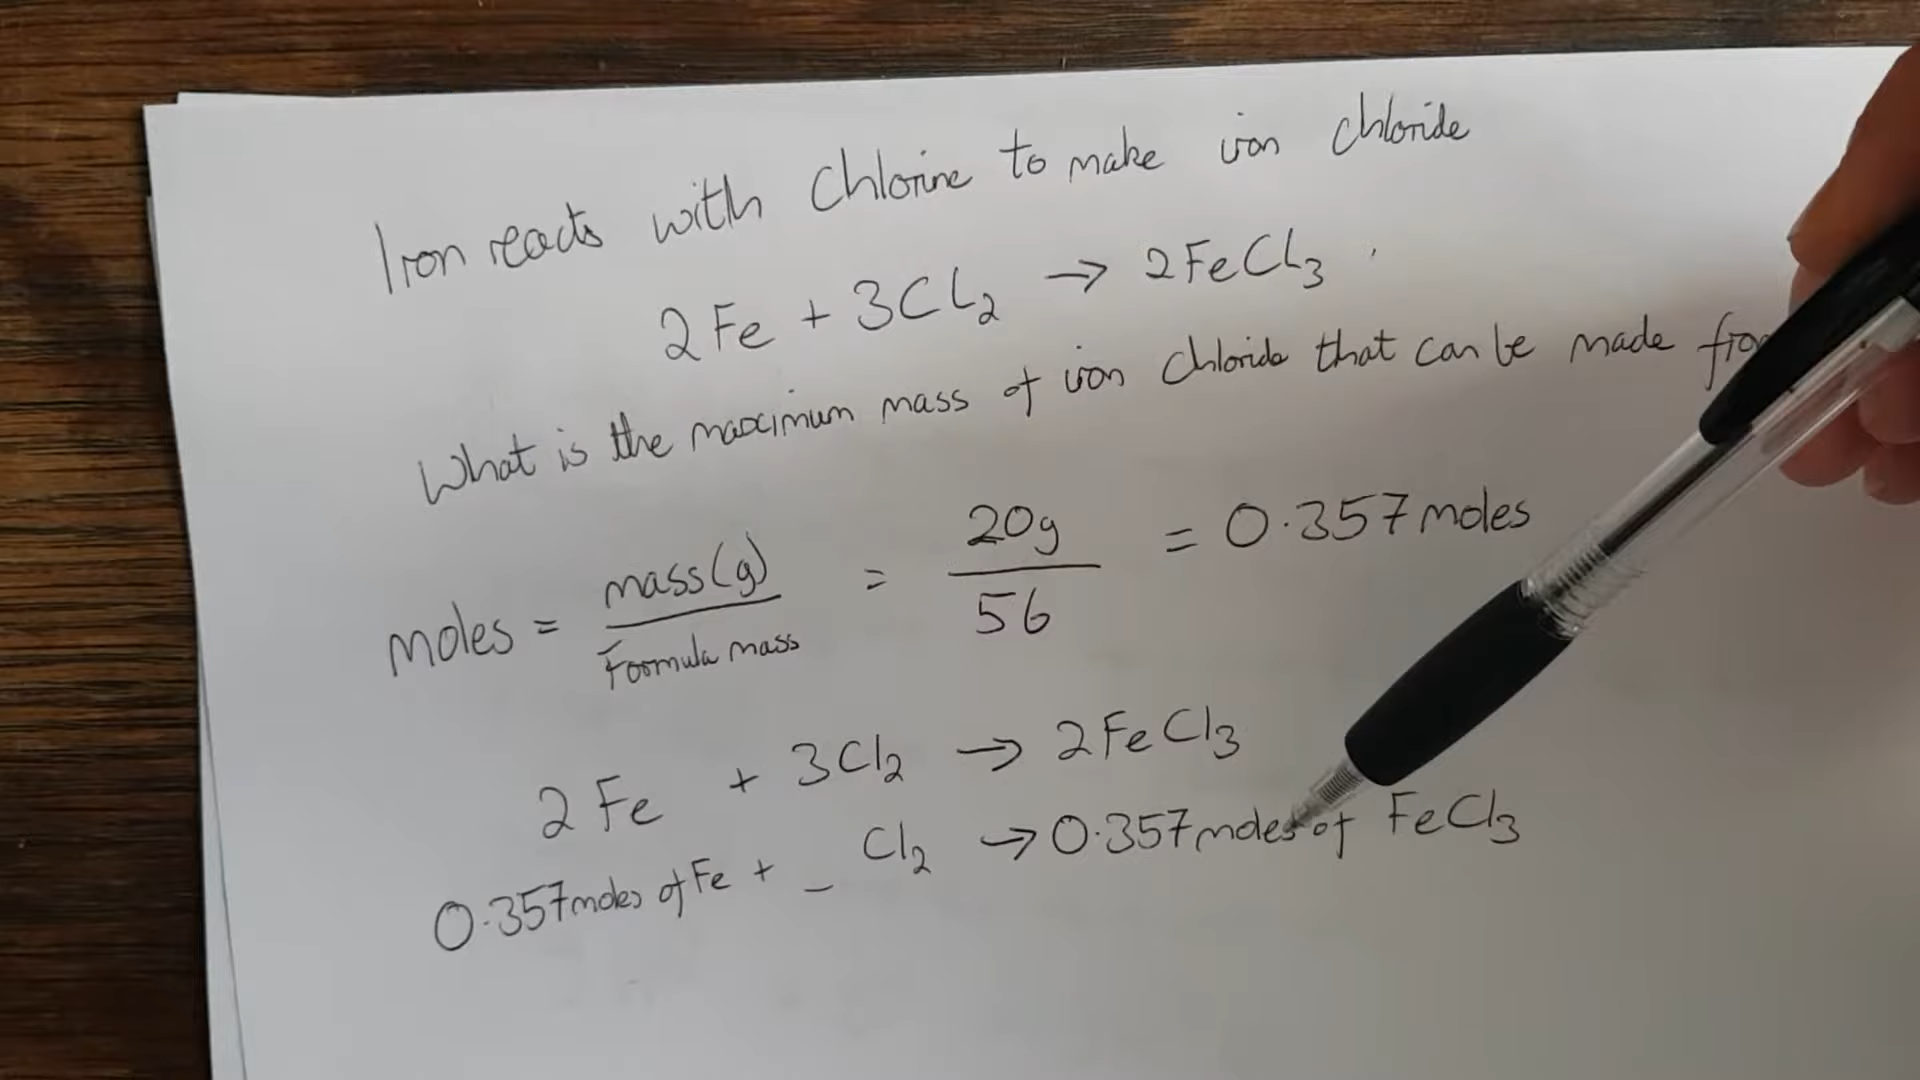 Iron reacts with Chlorine to make iron chloride
2Fe + 3Cl₂ → 2FeCl₃
What is the maximum mass of iron chloride that can be made
moles = mass(g) / Formula mass = 20g / 56 = 0.357 moles
2Fe + 3Cl₂ → 2FeCl₃
0.357 moles of Fe + _ Cl₂ → 0.357 moles of FeCl₃